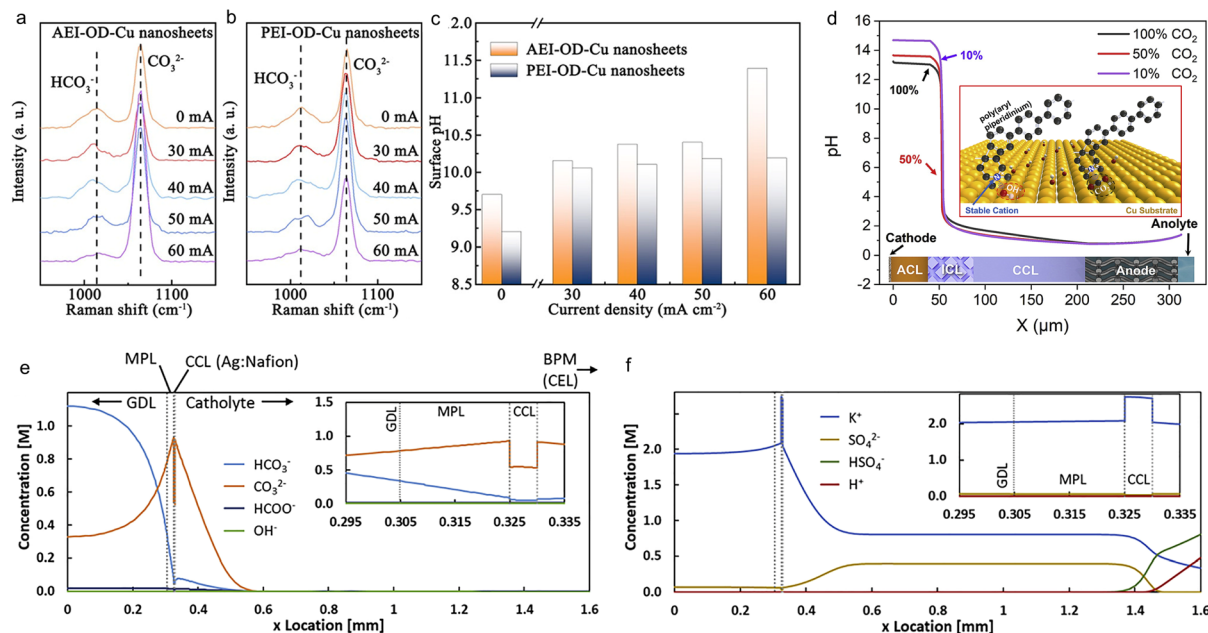 a
AEI-OD-Cu nanosheets
HCO₃⁻
CO₃²⁻
0 mA
30 mA
40 mA
50 mA
60 mA
Intensity (a. u.)
1000
1100
Raman shift (cm⁻¹)
b
PEI-OD-Cu nanosheets
HCO₃⁻
CO₃²⁻
0 mA
30 mA
40 mA
50 mA
60 mA
Intensity (a. u.)
1000
1100
Raman shift (cm⁻¹)
c
AEI-OD-Cu nanosheets
PEI-OD-Cu nanosheets
Surface pH
12.0
11.5
11.0
10.5
10.0
9.5
9.0
8.5
0
30
40
50
60
Current density (mA cm⁻²)
d
100% CO₂
50% CO₂
10% CO₂
10%
100%
50%
poly(aryl
piperidinium)
Stable Cation
Cu Substrate
pH
16
14
12
10
8
6
4
2
0
-2
Cathode
Anolyte
ACL
ICL
CCL
Anode
0
50
100
150
200
250
300
X (μm)
e
MPL
CCL (Ag:Nafion)
BPM
(CEL)
GDL
Catholyte
Concentration [M]
1.0
0.8
0.6
0.4
0.2
0.0
HCO₃⁻
CO₃²⁻
HCOO⁻
OH⁻
1.5
1.0
0.5
0.0
GDL
MPL
CCL
0.295
0.305
0.315
0.325
0.335
0
0.2
0.4
0.6
0.8
1
1.2
1.4
1.6
x Location [mm]
f
Concentration [M]
2.0
1.0
0.5
0.0
K⁺
SO₄²⁻
HSO₄⁻
H⁺
2.0
1.0
0.0
GDL
MPL
CCL
0.295
0.305
0.315
0.325
0.335
0
0.2
0.4
0.6
0.8
1
1.2
1.4
1.6
x Location [mm]